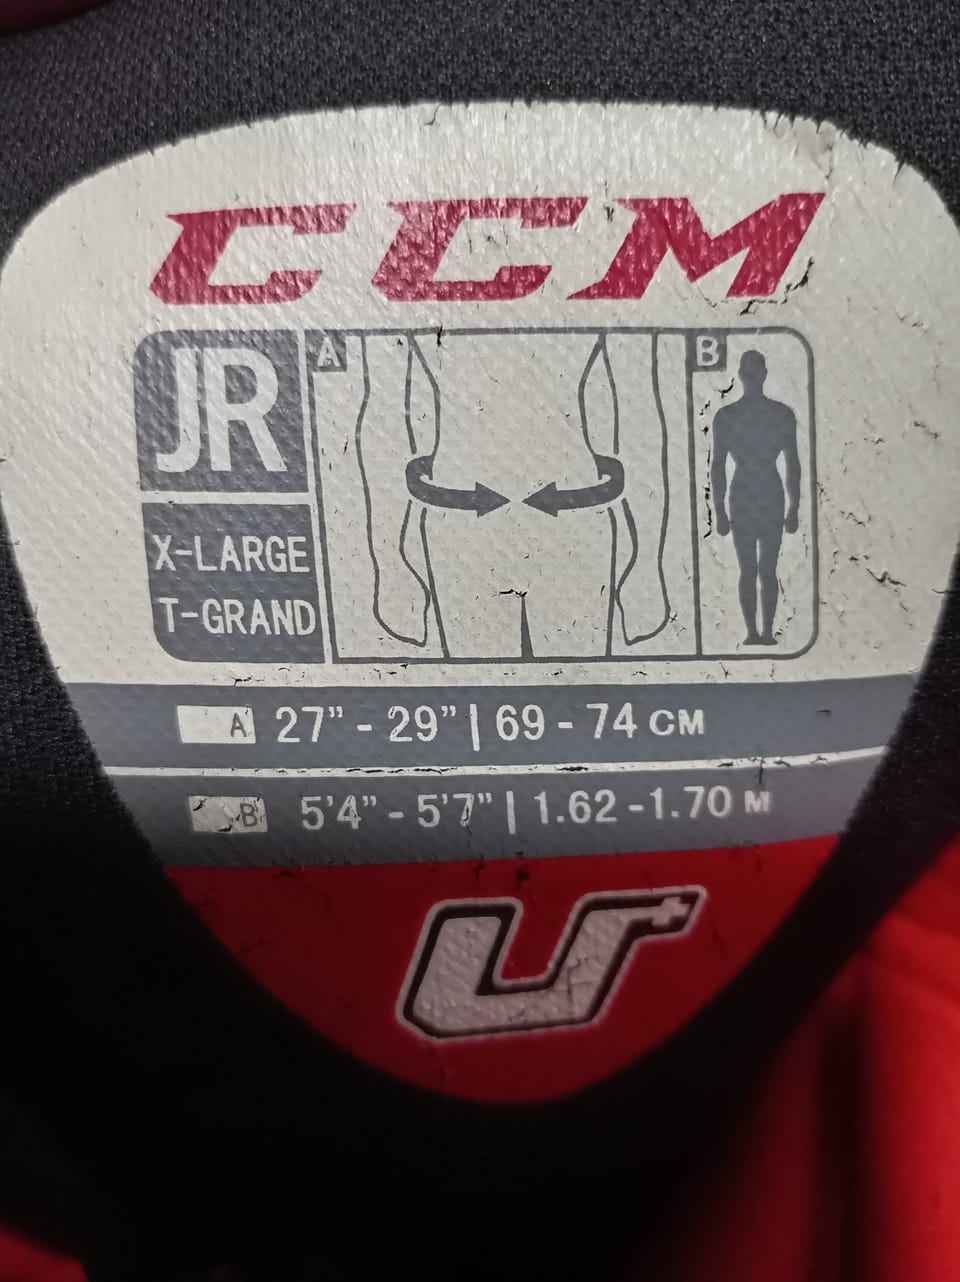 CCM
JR
A
B
X-LARGE
T-GRAND
A 27" - 29" | 69 - 74 CM
B 5'4" - 5'7" | 1.62 - 1.70 M
U+